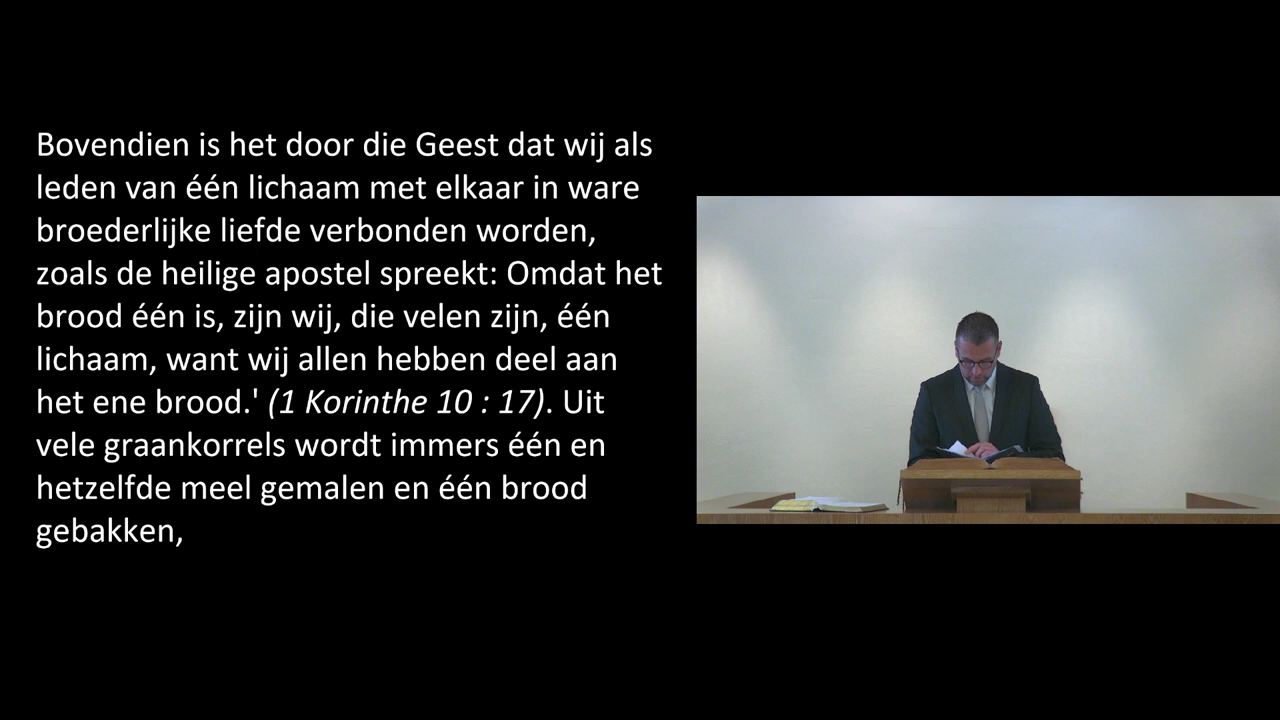 Bovendien is het door die Geest dat wij als
leden van één lichaam met elkaar in ware
broederlijke liefde verbonden worden,
zoals de heilige apostel spreekt: Omdat het
brood één is, zijn wij, die velen zijn, één
lichaam, want wij allen hebben deel aan
het ene brood.' (1 Korinthe 10 : 17). Uit
vele graankorrels wordt immers één en
hetzelfde meel gemalen en één brood
gebakken,